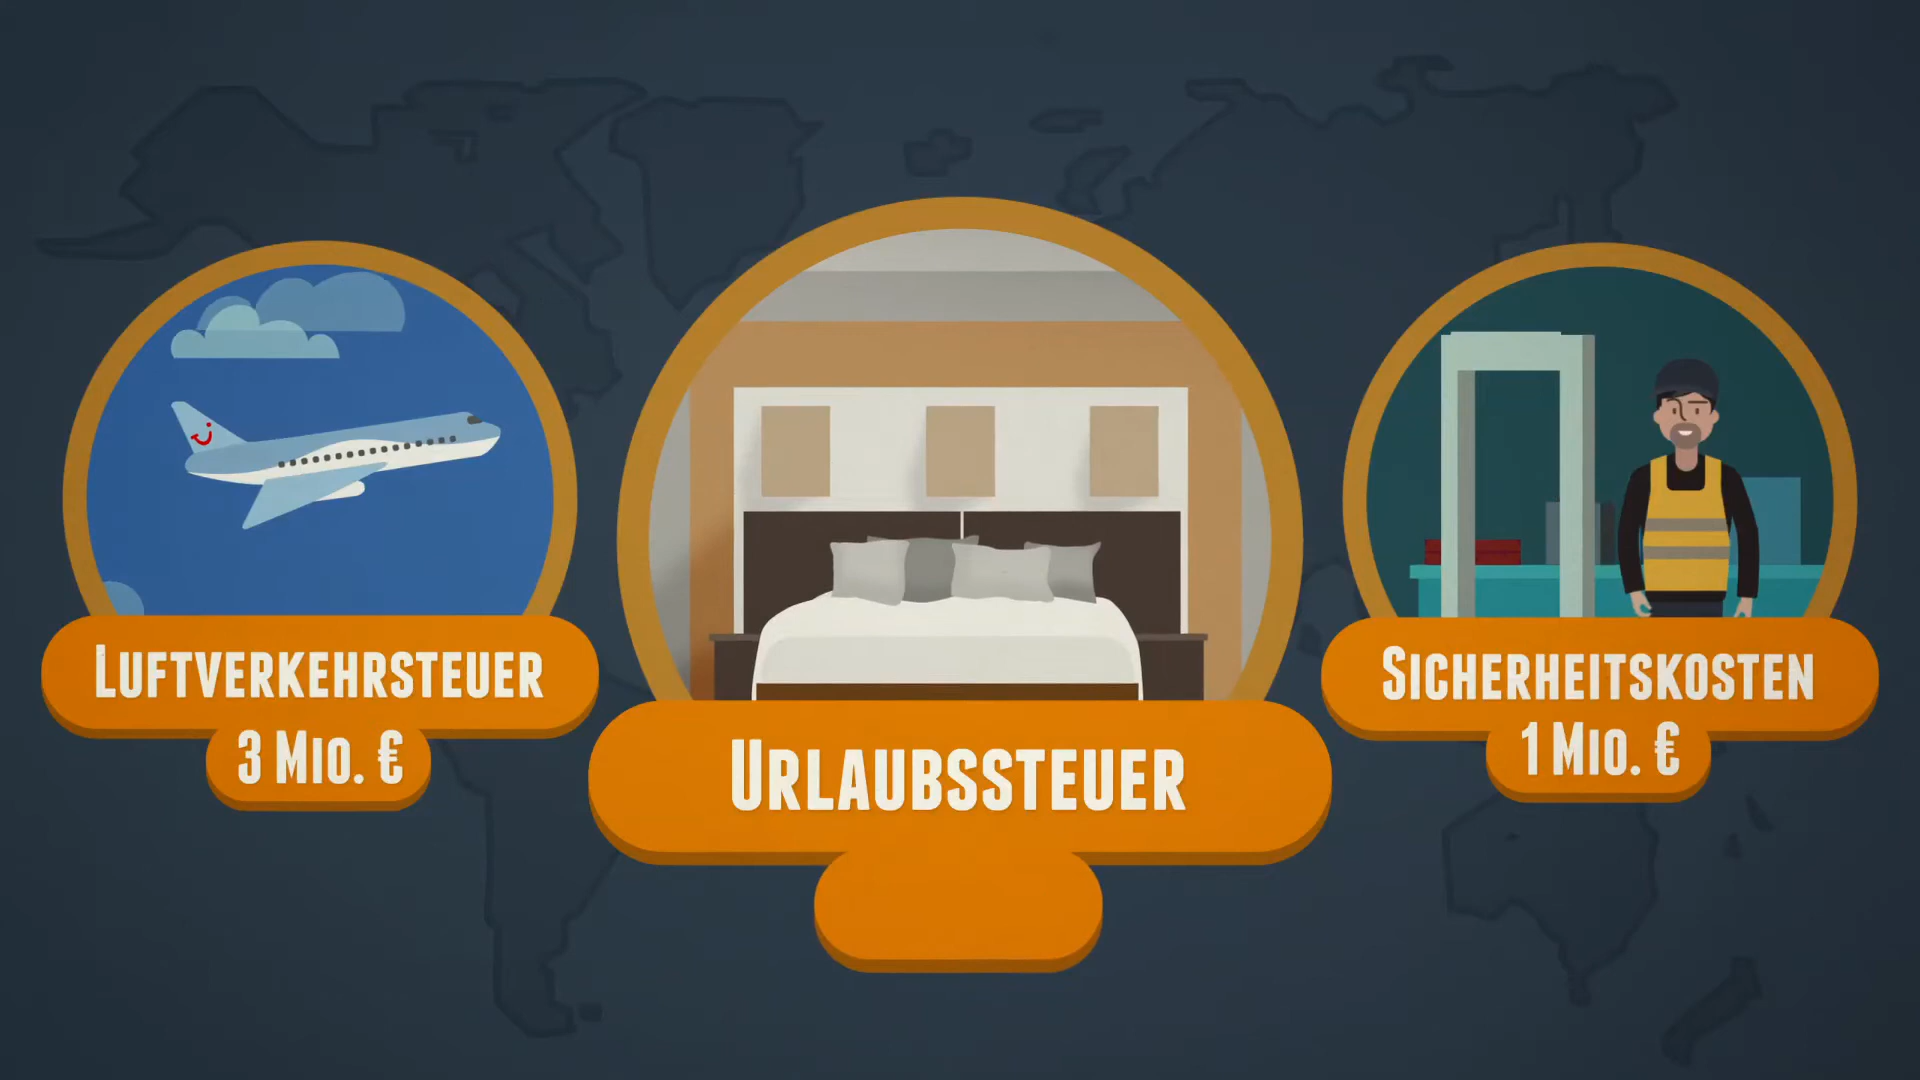 LUFTVERKEHRSTEUER
3 MIO. €
URLAUBSSTEUER
SICHERHEITSKOSTEN
1 MIO. €